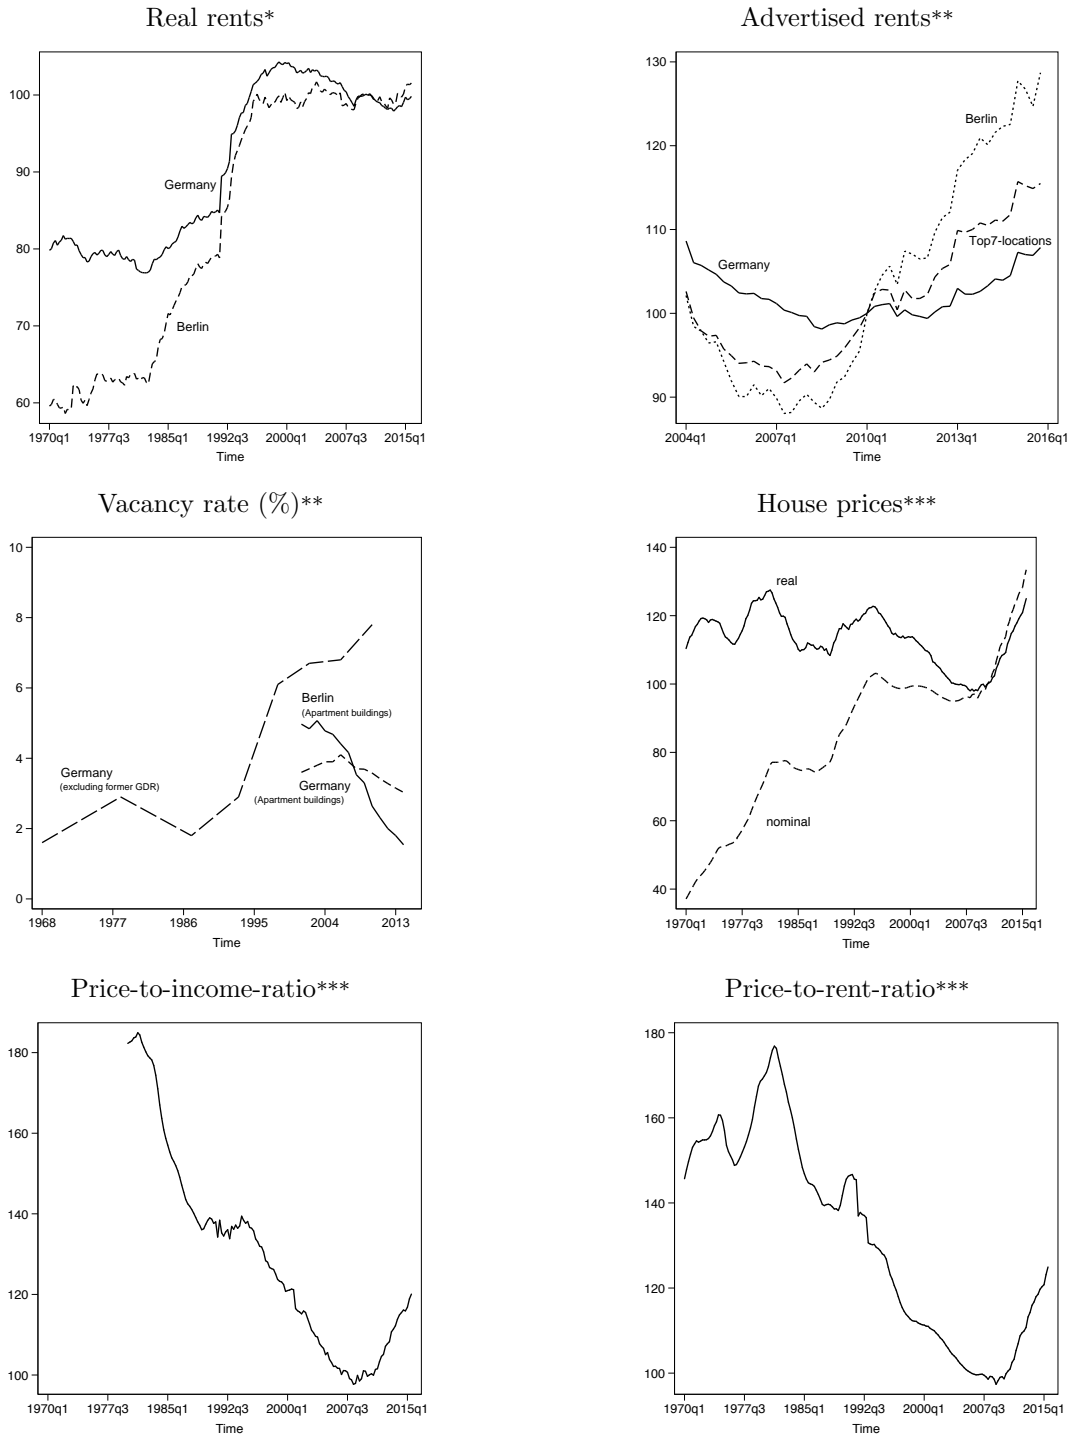 Real rents*
100
90
80
70
60
Germany
Berlin
1970q1 1977q3 1985q1 1992q3 2000q1 2007q3 2015q1
Time
Advertised rents**
130
120
110
100
90
Berlin
Top7-locations
Germany
2004q1 2007q1 2010q1 2013q1 2016q1
Time
Vacancy rate (%)**
10
8
6
4
2
0
Berlin
(Apartment buildings)
Germany
(excluding former GDR)
Germany
(Apartment buildings)
1968 1977 1986 1995 2004 2013
Time
House prices***
140
120
100
80
60
40
real
nominal
1970q1 1977q3 1985q1 1992q3 2000q1 2007q3 2015q1
Time
Price-to-income-ratio***
180
160
140
120
100
1970q1 1977q3 1985q1 1992q3 2000q1 2007q3 2015q1
Time
Price-to-rent-ratio***
180
160
140
120
100
1970q1 1977q3 1985q1 1992q3 2000q1 2007q3 2015q1
Time